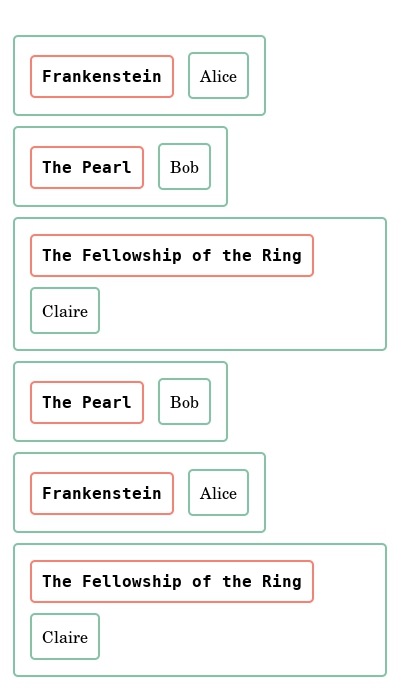 Frankenstein Alice
The Pearl Bob
The Fellowship of the Ring
Claire
The Pearl Bob
Frankenstein Alice
The Fellowship of the Ring
Claire